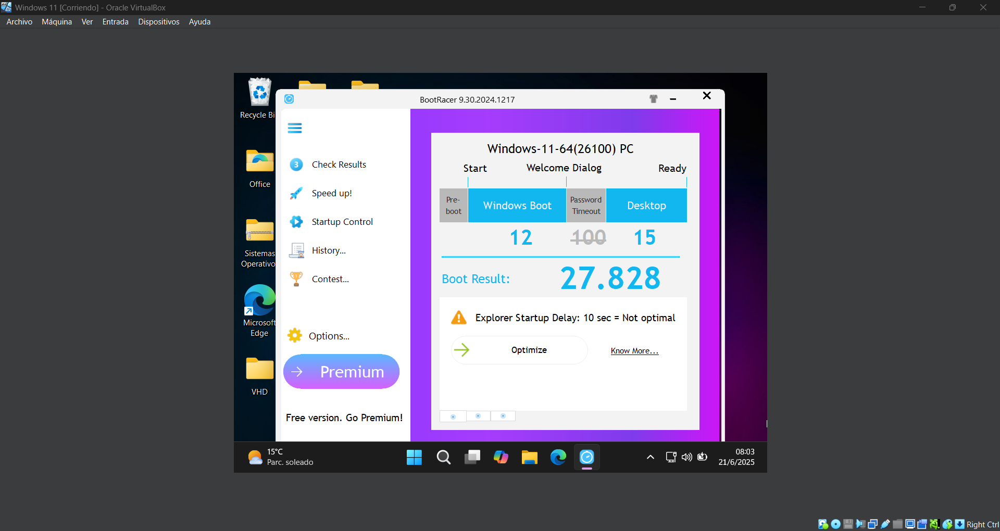 Windows 11 [Corriendo] - Oracle VirtualBox
Archivo Máquina Ver Entrada Dispositivos Ayuda
Recycle Bi
Office
Sistemas
Operativo
Microsoft
Edge
VHD
BootRacer 9.30.2024.1217
3 Check Results
Speed up!
Startup Control
History...
Contest...
Options...
Premium
Free version. Go Premium!
Windows-11-64(26100) PC
Start Welcome Dialog Ready
Pre-
boot
Windows Boot
Password
Timeout
Desktop
12 100 15
Boot Result: 27.828
Explorer Startup Delay: 10 sec = Not optimal
Optimize Know More...
15°C
Parc. soleado
08:03
21/6/2025
Right Ctrl